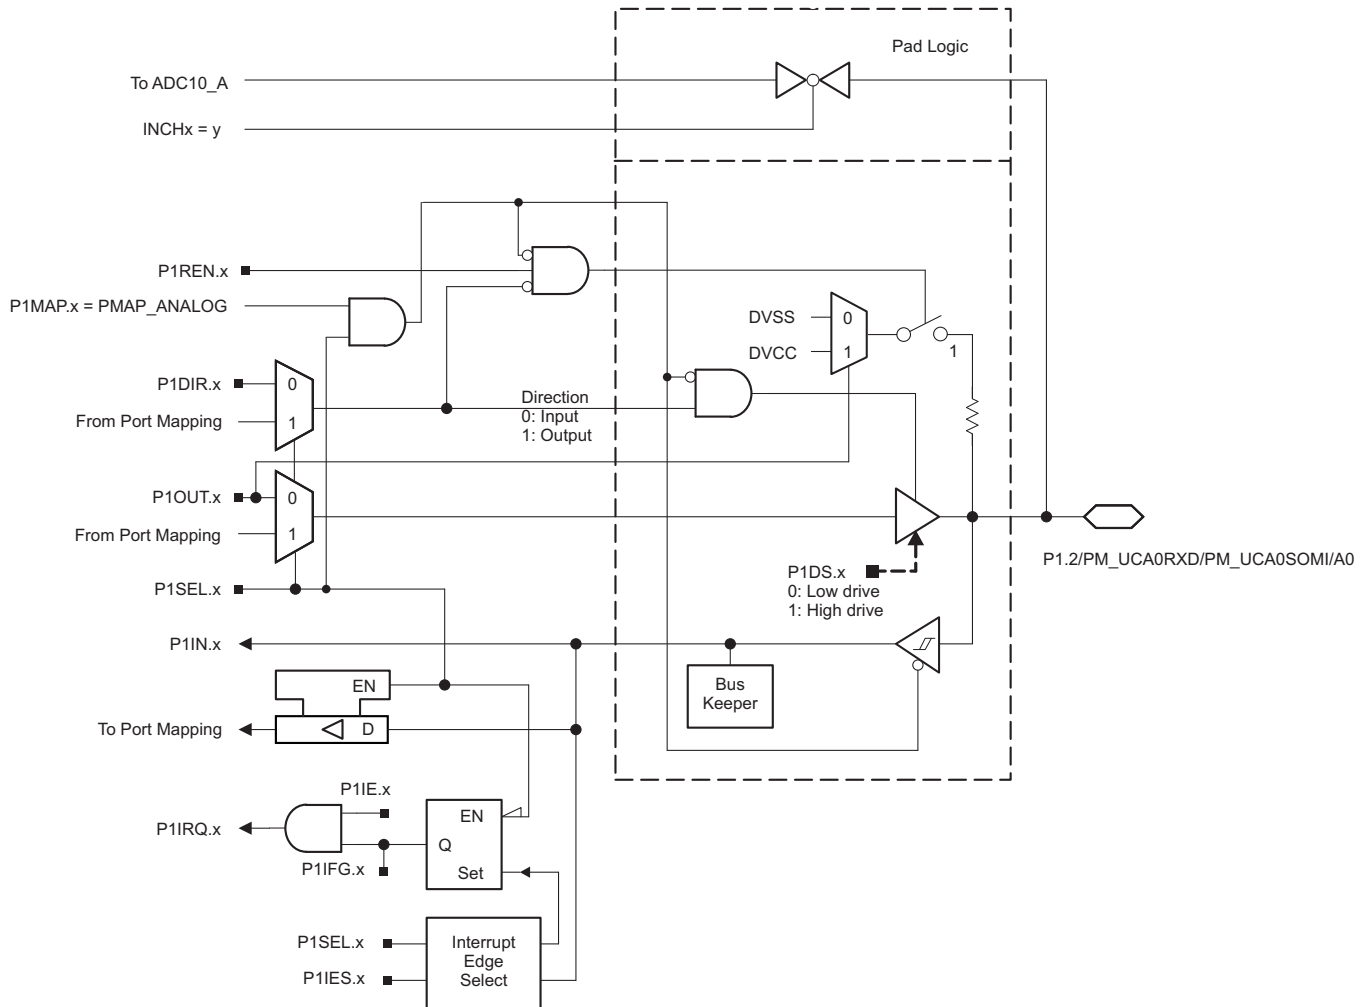 Pad Logic
To ADC10_A
INCHx = y
P1REN.x
P1MAP.x = PMAP_ANALOG
DVSS
0
DVCC
1
1
P1DIR.x
0
From Port Mapping
1
Direction
0: Input
1: Output
P1OUT.x
0
From Port Mapping
1
P1SEL.x
P1DS.x
0: Low drive
1: High drive
P1.2/PM_UCA0RXD/PM_UCA0SOMI/A0
P1IN.x
Bus
Keeper
EN
To Port Mapping
D
P1IE.x
P1IRQ.x
EN
Q
P1IFG.x
Set
P1SEL.x
P1IES.x
Interrupt
Edge
Select